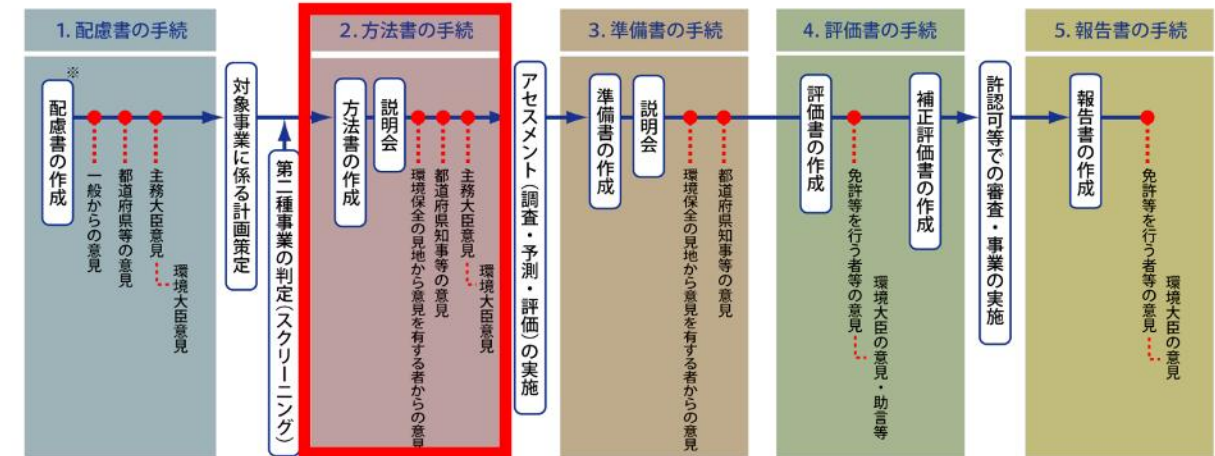 1. 配慮書の手続
※
配慮書の作成
一般からの意見
都道府県等の意見
主務大臣意見
環境大臣意見
対象事業に係る計画策定
第二種事業の判定(スクリーニング)
2. 方法書の手続
方法書の作成
説明会
環境保全の見地から意見を有する者からの意見
都道府県知事等の意見
主務大臣意見
環境大臣意見
アセスメント(調査・予測・評価)の実施
3. 準備書の手続
準備書の作成
説明会
環境保全の見地から意見を有する者からの意見
都道府県知事等の意見
4. 評価書の手続
評価書の作成
免許等を行う者等の意見
環境大臣の意見・助言等
補正評価書の作成
許認可等での審査・事業の実施
5. 報告書の手続
報告書の作成
免許等を行う者等の意見
環境大臣の意見